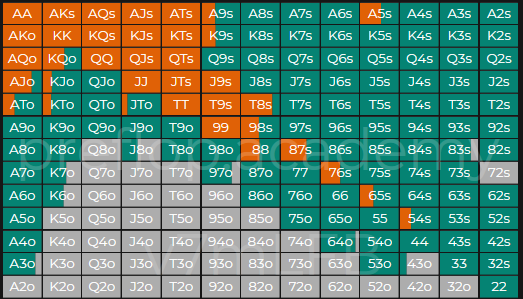 AA AKs AQs AJs ATs A9s A8s A7s A6s A5s A4s A3s A2s
AKo KK KQs KJs KTs K9s K8s K7s K6s K5s K4s K3s K2s
AQo KQo QQ QJs QTs Q9s Q8s Q7s Q6s Q5s Q4s Q3s Q2s
AJo KJo QJo JJ JTs J9s J8s J7s J6s J5s J4s J3s J2s
ATo KTo QTo JTo TT T9s T8s T7s T6s T5s T4s T3s T2s
A9o K9o Q9o J9o T9o 99 98s 97s 96s 95s 94s 93s 92s
A8o K8o Q8o J8o T8o 98o 88 87s 86s 85s 84s 83s 82s
preflop academy
A7o K7o Q7o J7o T7o 97o 87o 77 76s 75s 74s 73s 72s
A6o K6o Q6o J6o T6o 96o 86o 76o 66 65s 64s 63s 62s
A5o K5o Q5o J5o T5o 95o 85o 75o 65o 55 54s 53s 52s
A4o K4o Q4o J4o T4o 94o 84o 74o 64o 54o 44 43s 42s
A3o K3o Q3o J3o T3o 93o 83o 73o 63o 53o 43o 33 32s
A2o K2o Q2o J2o T2o 92o 82o 72o 62o 52o 42o 32o 22